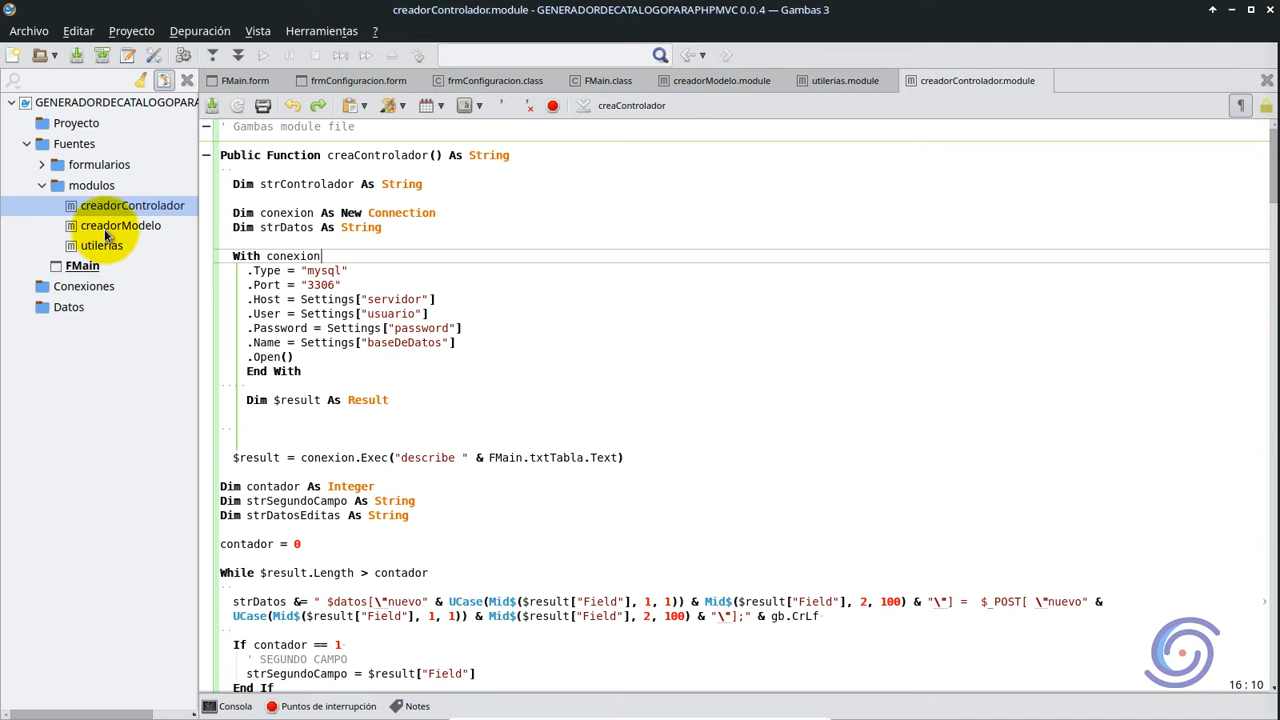 creadorControlador.module - GENERADORDECATALOGOPARAPHPMVC 0.0.4 — Gambas 3
Archivo Editar Proyecto Depuración Vista Herramientas ?
FMain.form frmConfiguracion.form frmConfiguracion.class FMain.class creadorModelo.module utilerias.module creadorControlador.module
creaControlador
GENERADORDECATALOGOPARA
Proyecto
Fuentes
formularios
modulos
creadorControlador
creadorModelo
utilerias
FMain
Conexiones
Datos
' Gambas module file
Public Function creaControlador() As String
Dim strControlador As String
Dim conexion As New Connection
Dim strDatos As String
With conexion
.Type = "mysql"
.Port = "3306"
.Host = Settings["servidor"]
.User = Settings["usuario"]
.Password = Settings["password"]
.Name = Settings["baseDeDatos"]
.Open()
End With
Dim $result As Result
$result = conexion.Exec("describe " & FMain.txtTabla.Text)
Dim contador As Integer
Dim strSegundoCampo As String
Dim strDatosEditas As String
contador = 0
While $result.Length > contador
strDatos &= " $datos[\"nuevo" & UCase(Mid$($result["Field"], 1, 1)) & Mid$($result["Field"], 2, 100) & "\"] =  $_POST[ \"nuevo" &
UCase(Mid$($result["Field"], 1, 1)) & Mid$($result["Field"], 2, 100) & "\"];" & gb.CrLf
If contador == 1
' SEGUNDO CAMPO
strSegundoCampo = $result["Field"]
End If
16:10
Consola Puntos de interrupción Notes